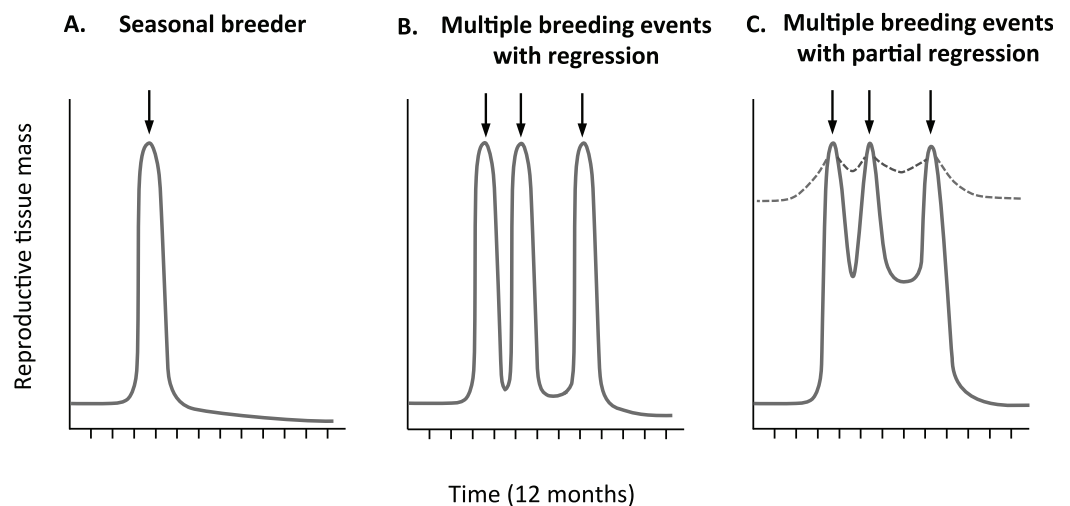 A. Seasonal breeder
B. Multiple breeding events
with regression
C. Multiple breeding events
with partial regression
Reproductive tissue mass
Time (12 months)